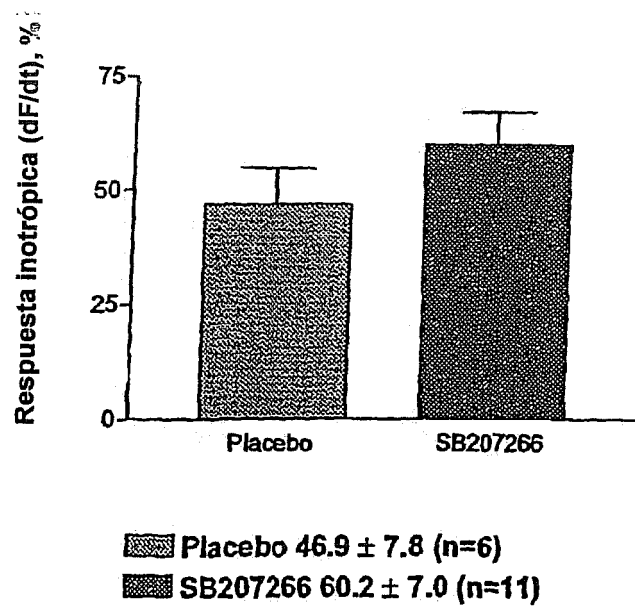 Respuesta inotrópica (dF/dt), %
75
50
25
0
Placebo
SB207266
Placebo 46.9 ± 7.8 (n=6)
SB207266 60.2 ± 7.0 (n=11)